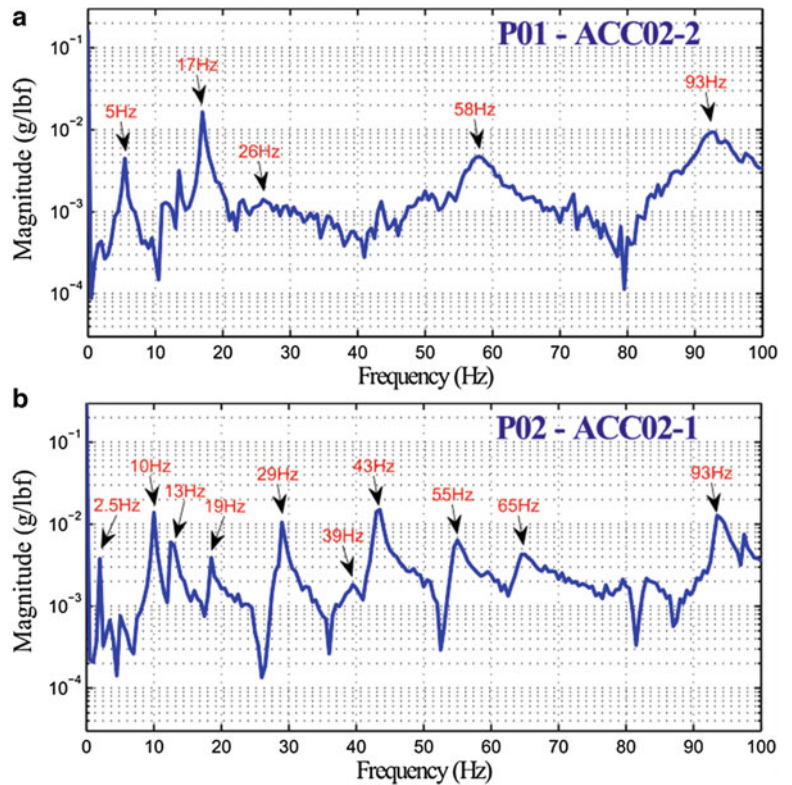 a
P01 - ACC02-2
10⁻¹
10⁻²
10⁻³
10⁻⁴
Magnitude (g/lbf)
5Hz
17Hz
26Hz
58Hz
93Hz
0 10 20 30 40 50 60 70 80 90 100
Frequency (Hz)
b
P02 - ACC02-1
10⁻¹
10⁻²
10⁻³
10⁻⁴
Magnitude (g/lbf)
2.5Hz
10Hz
13Hz
19Hz
29Hz
39Hz
43Hz
55Hz
65Hz
93Hz
0 10 20 30 40 50 60 70 80 90 100
Frequency (Hz)